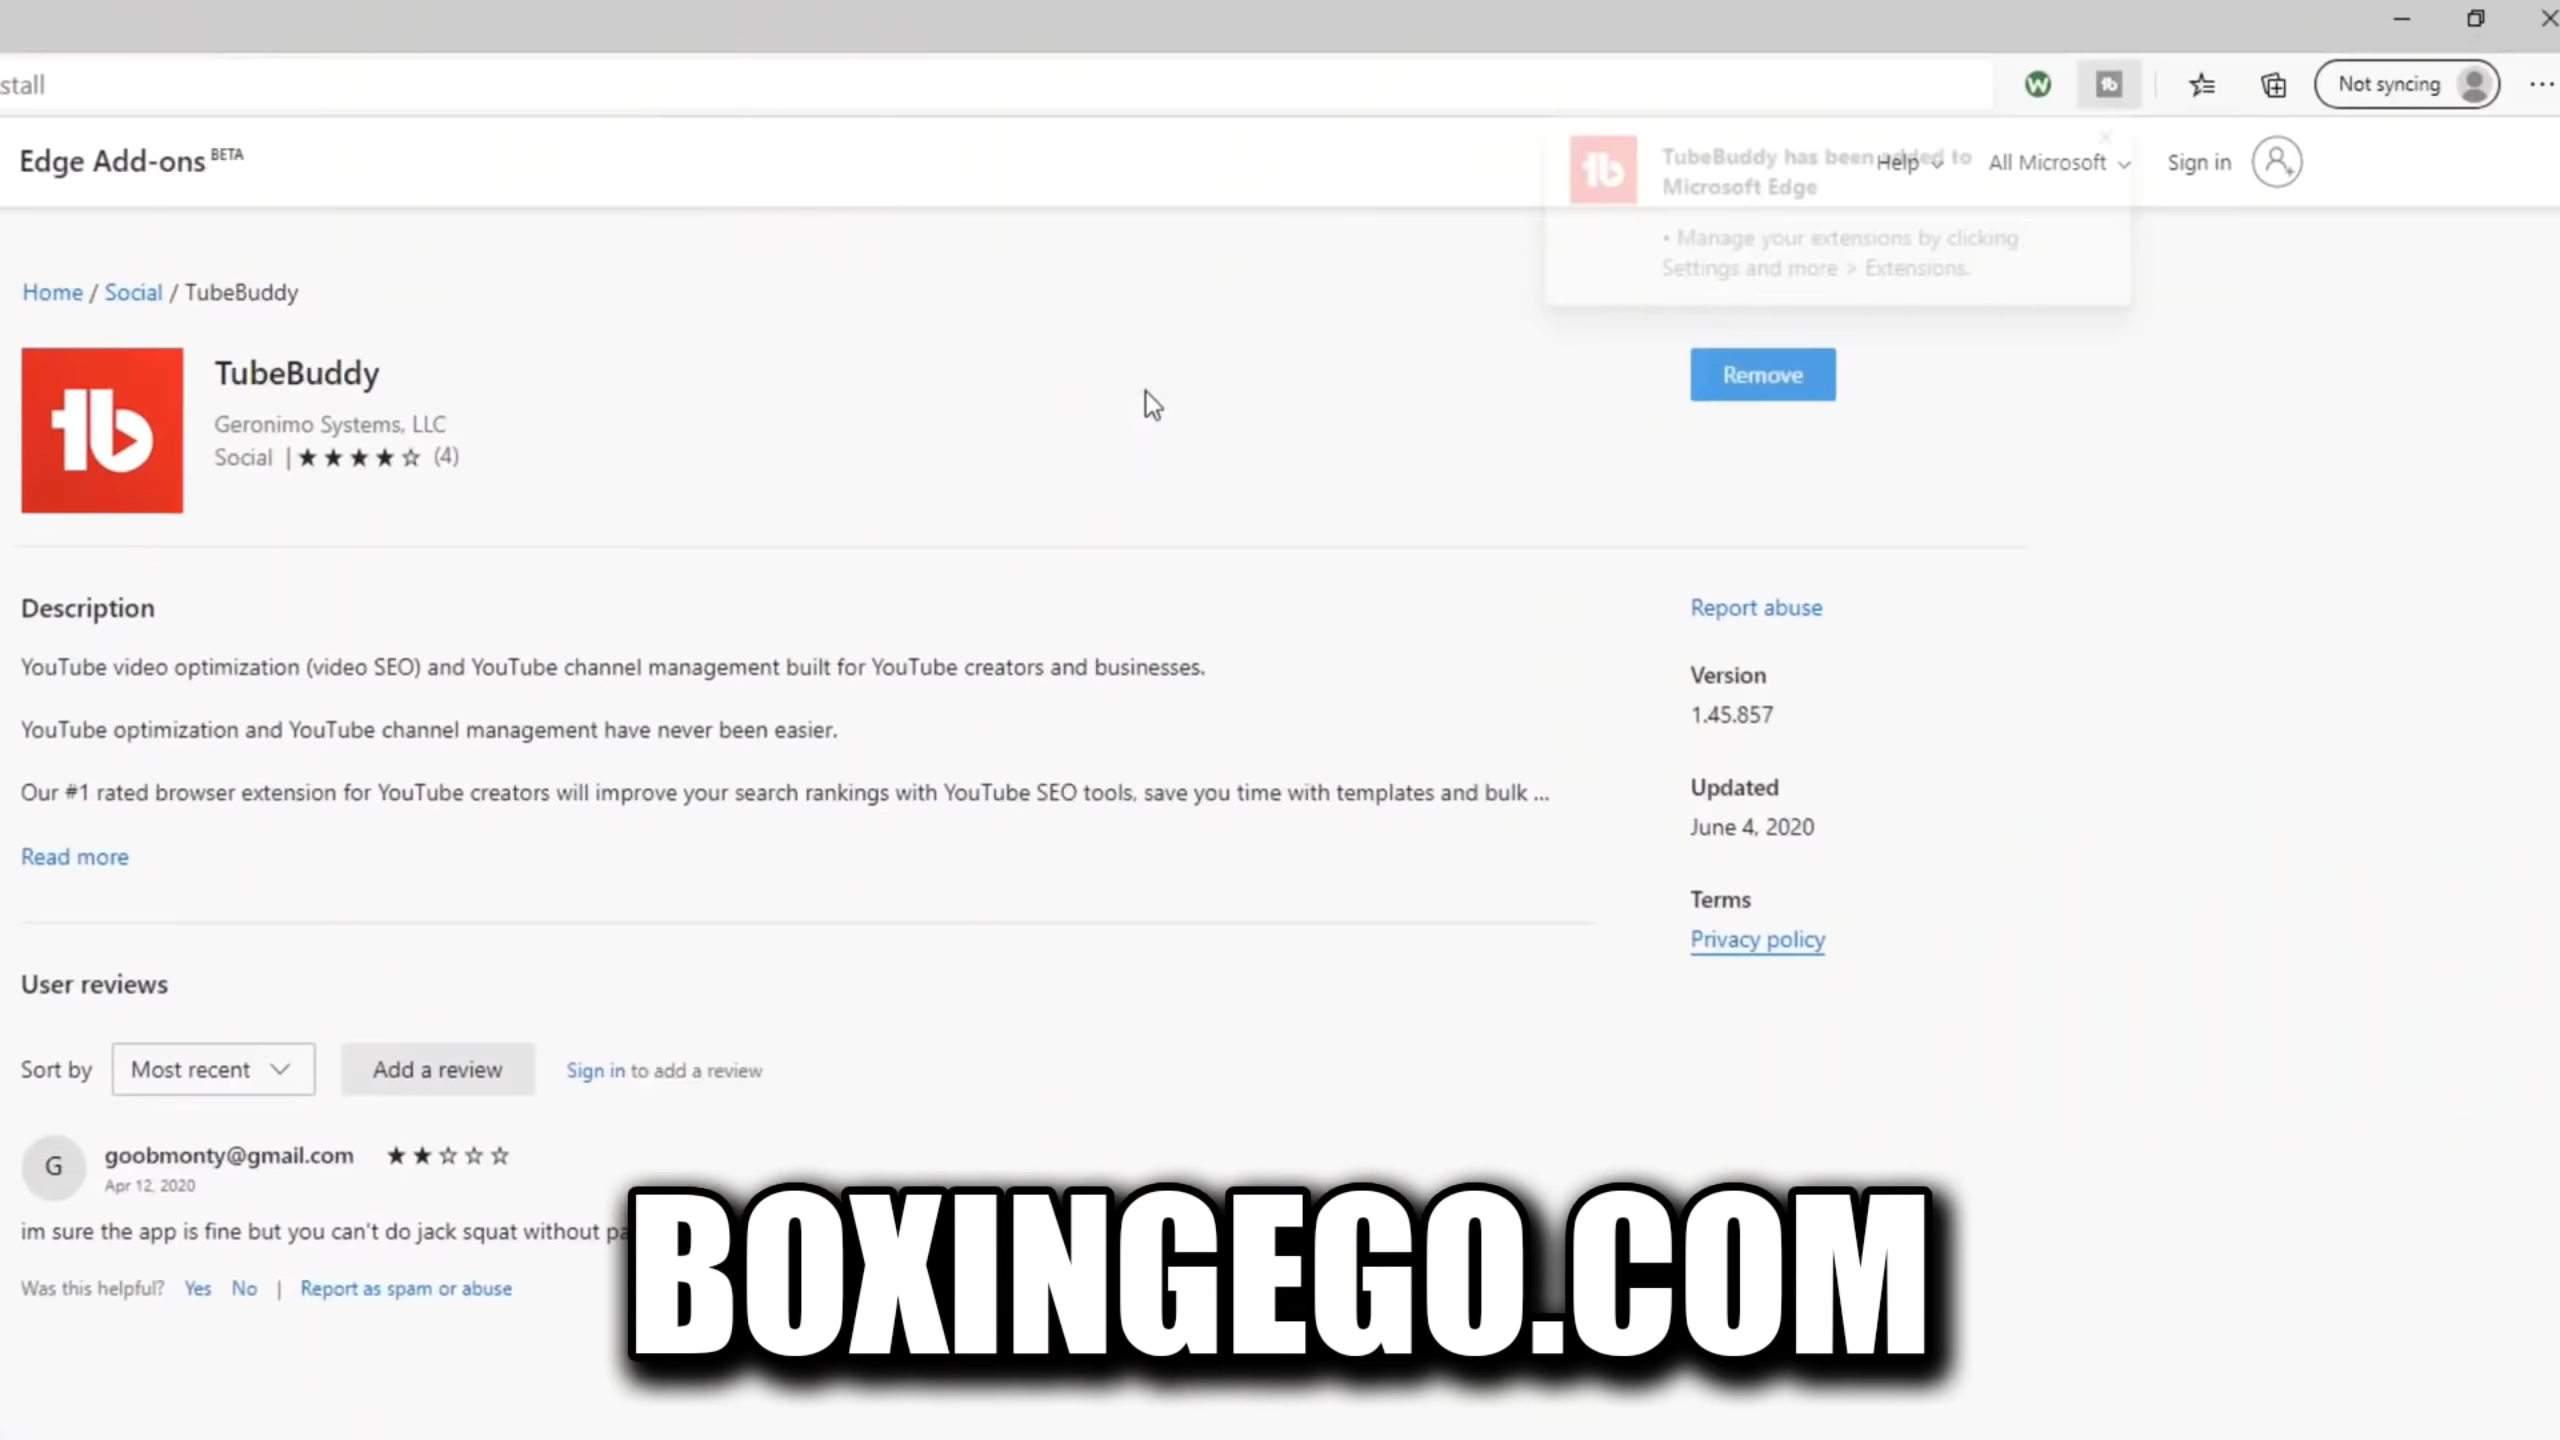 stall
Not syncing
Edge Add-ons BETA
TubeBuddy has been added to
Microsoft Edge
Help
All Microsoft
Sign in
• Manage your extensions by clicking
Settings and more > Extensions.
Home / Social / TubeBuddy
TubeBuddy
Remove
Geronimo Systems, LLC
Social | ★★★★☆ (4)
Description
Report abuse
YouTube video optimization (video SEO) and YouTube channel management built for YouTube creators and businesses.
Version
1.45.857
YouTube optimization and YouTube channel management have never been easier.
Updated
June 4, 2020
Our #1 rated browser extension for YouTube creators will improve your search rankings with YouTube SEO tools, save you time with templates and bulk ...
Read more
Terms
Privacy policy
User reviews
Sort by
Most recent
Add a review
Sign in to add a review
G
goobmonty@gmail.com ★★☆☆☆
Apr 12, 2020
im sure the app is fine but you can't do jack squat without
Was this helpful? Yes No | Report as spam or abuse
BOXINGEGO.COM